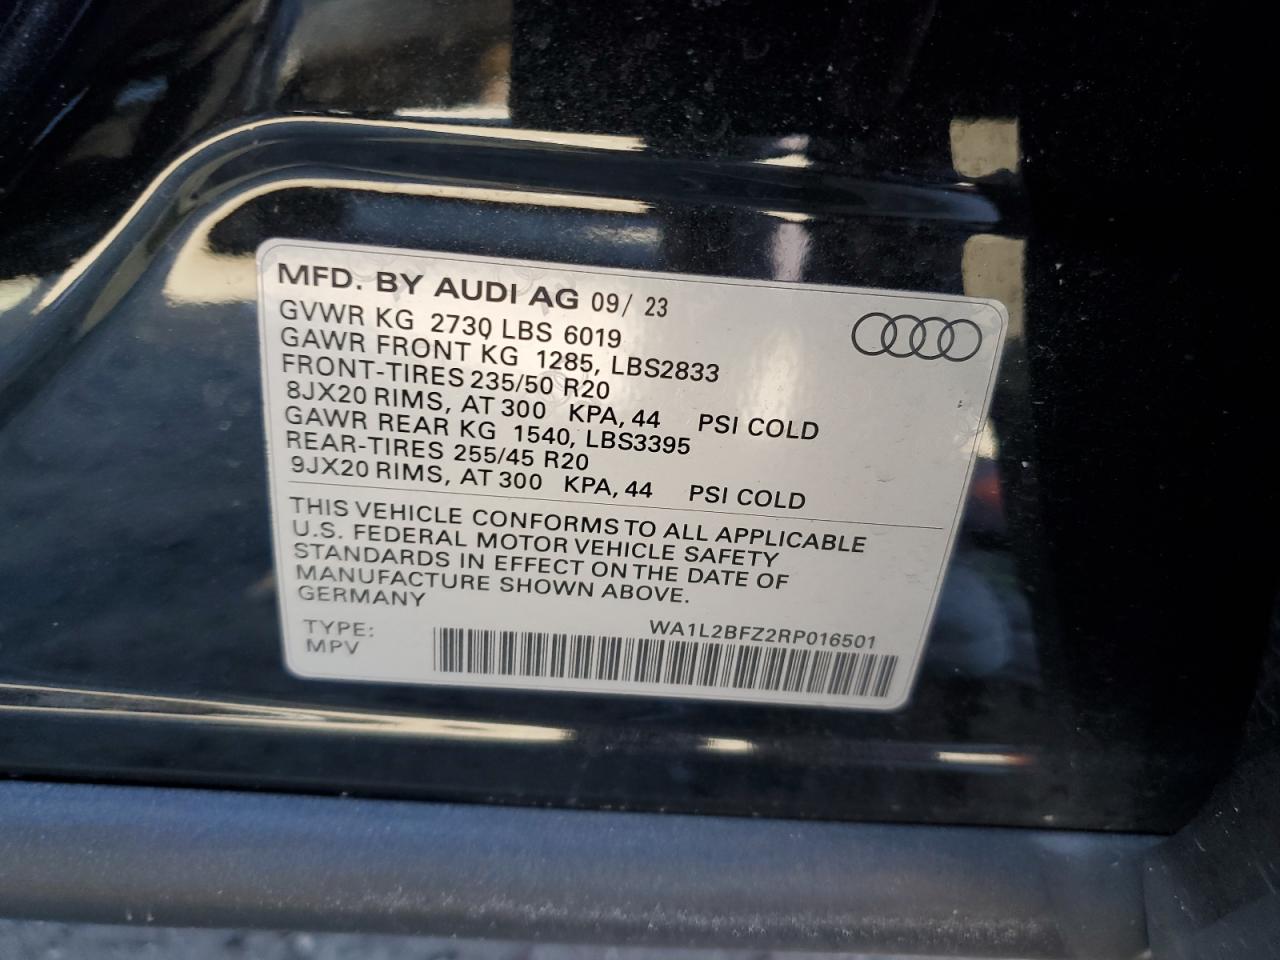 MFD. BY AUDI AG 09/ 23
GVWR KG 2730 LBS 6019
GAWR FRONT KG 1285, LBS2833
FRONT-TIRES 235/50 R20
8JX20 RIMS, AT 300 KPA, 44 PSI COLD
GAWR REAR KG 1540, LBS3395
REAR-TIRES 255/45 R20
9JX20 RIMS, AT 300 KPA, 44 PSI COLD
THIS VEHICLE CONFORMS TO ALL APPLICABLE
U.S. FEDERAL MOTOR VEHICLE SAFETY
STANDARDS IN EFFECT ON THE DATE OF
MANUFACTURE SHOWN ABOVE.
GERMANY
TYPE: WA1L2BFZ2RP016501
MPV